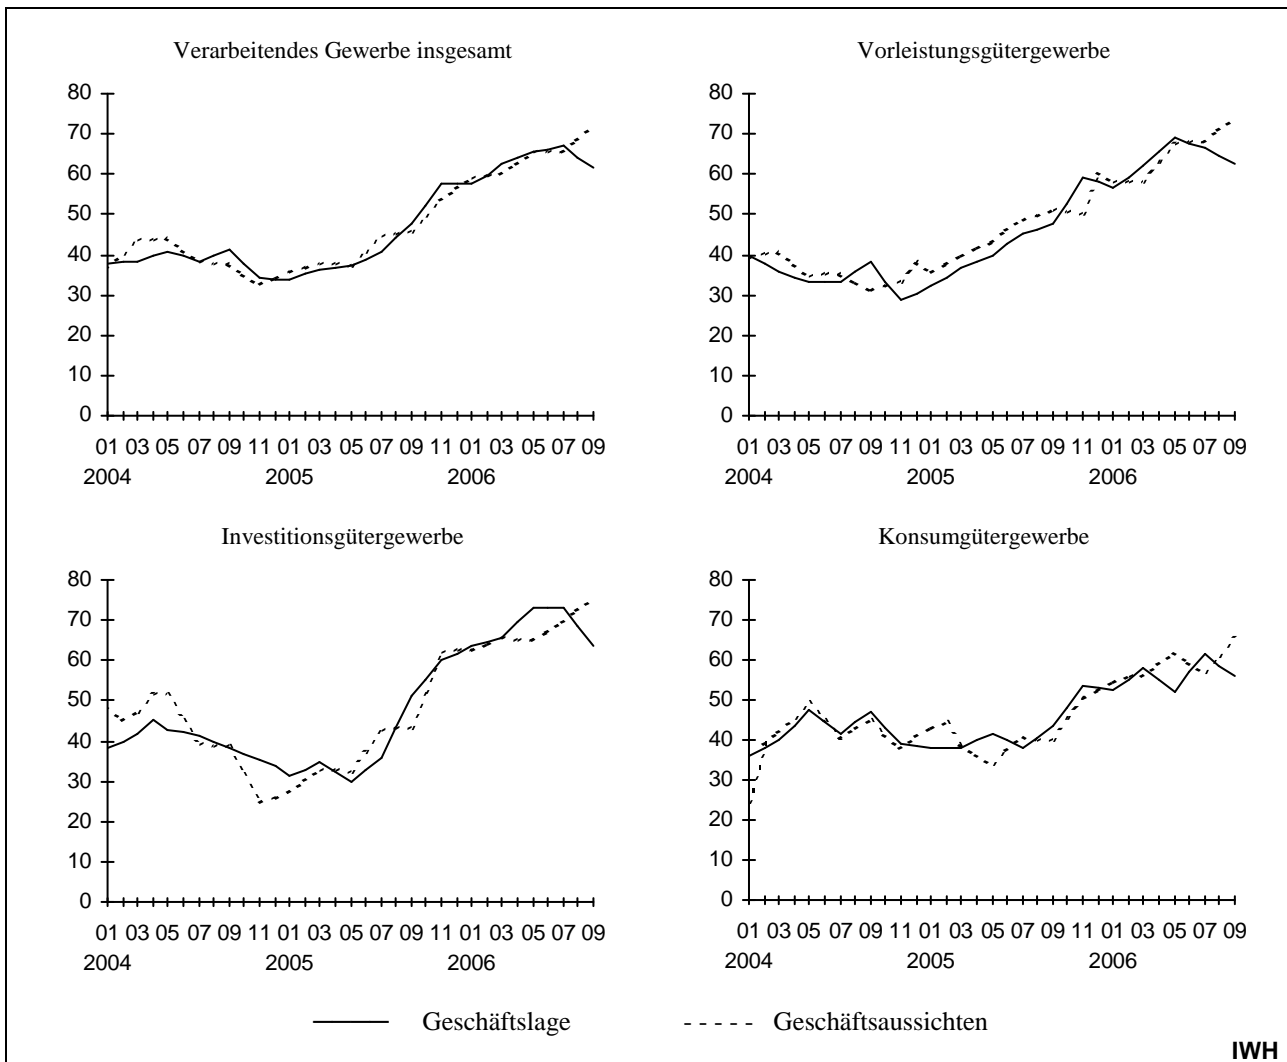 Verarbeitendes Gewerbe insgesamt
80
70
60
50
40
30
20
10
0
01 03 05 07 09 11 01 03 05 07 09 11 01 03 05 07 09
2004 2005 2006
Vorleistungsgütergewerbe
80
70
60
50
40
30
20
10
0
01 03 05 07 09 11 01 03 05 07 09 11 01 03 05 07 09
2004 2005 2006
Investitionsgütergewerbe
80
70
60
50
40
30
20
10
0
01 03 05 07 09 11 01 03 05 07 09 11 01 03 05 07 09
2004 2005 2006
Konsumgütergewerbe
80
70
60
50
40
30
20
10
0
01 03 05 07 09 11 01 03 05 07 09 11 01 03 05 07 09
2004 2005 2006
Geschäftslage Geschäftsaussichten
IWH